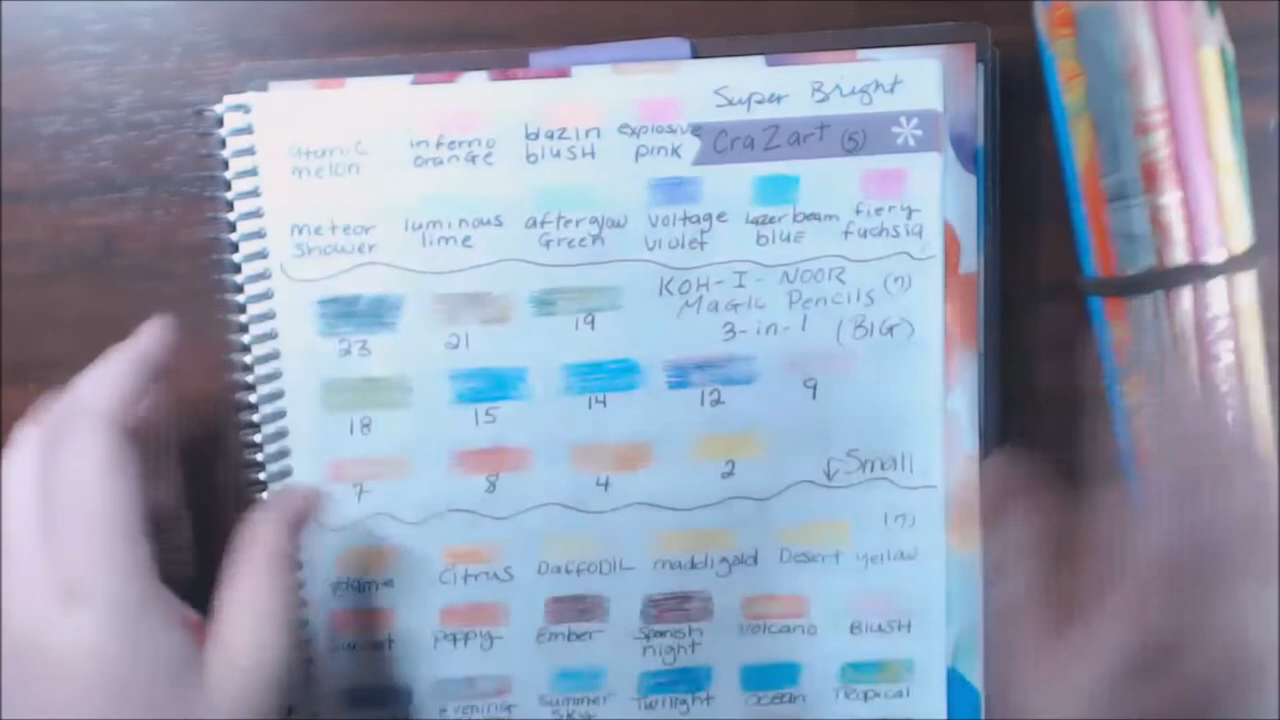 Super Bright
CraZart (5) *
atomic melon
inferno orange
blazin blush
explosive pink
meteor shower
luminous lime
afterglow Green
voltage violet
lazer beam blue
fiery fuchsia
KOH-I-NOOR (7)
Magic Pencils
3-in-1 (BIG)
23 21 19
18 15 14 12 9
7 8 4 2
Small
(7)
Citrus DaffoDIL maddigold Desert yellow
Poppy Ember Spanish night Volcano Blush
evening Summer Sky Twilight ocean Tropical